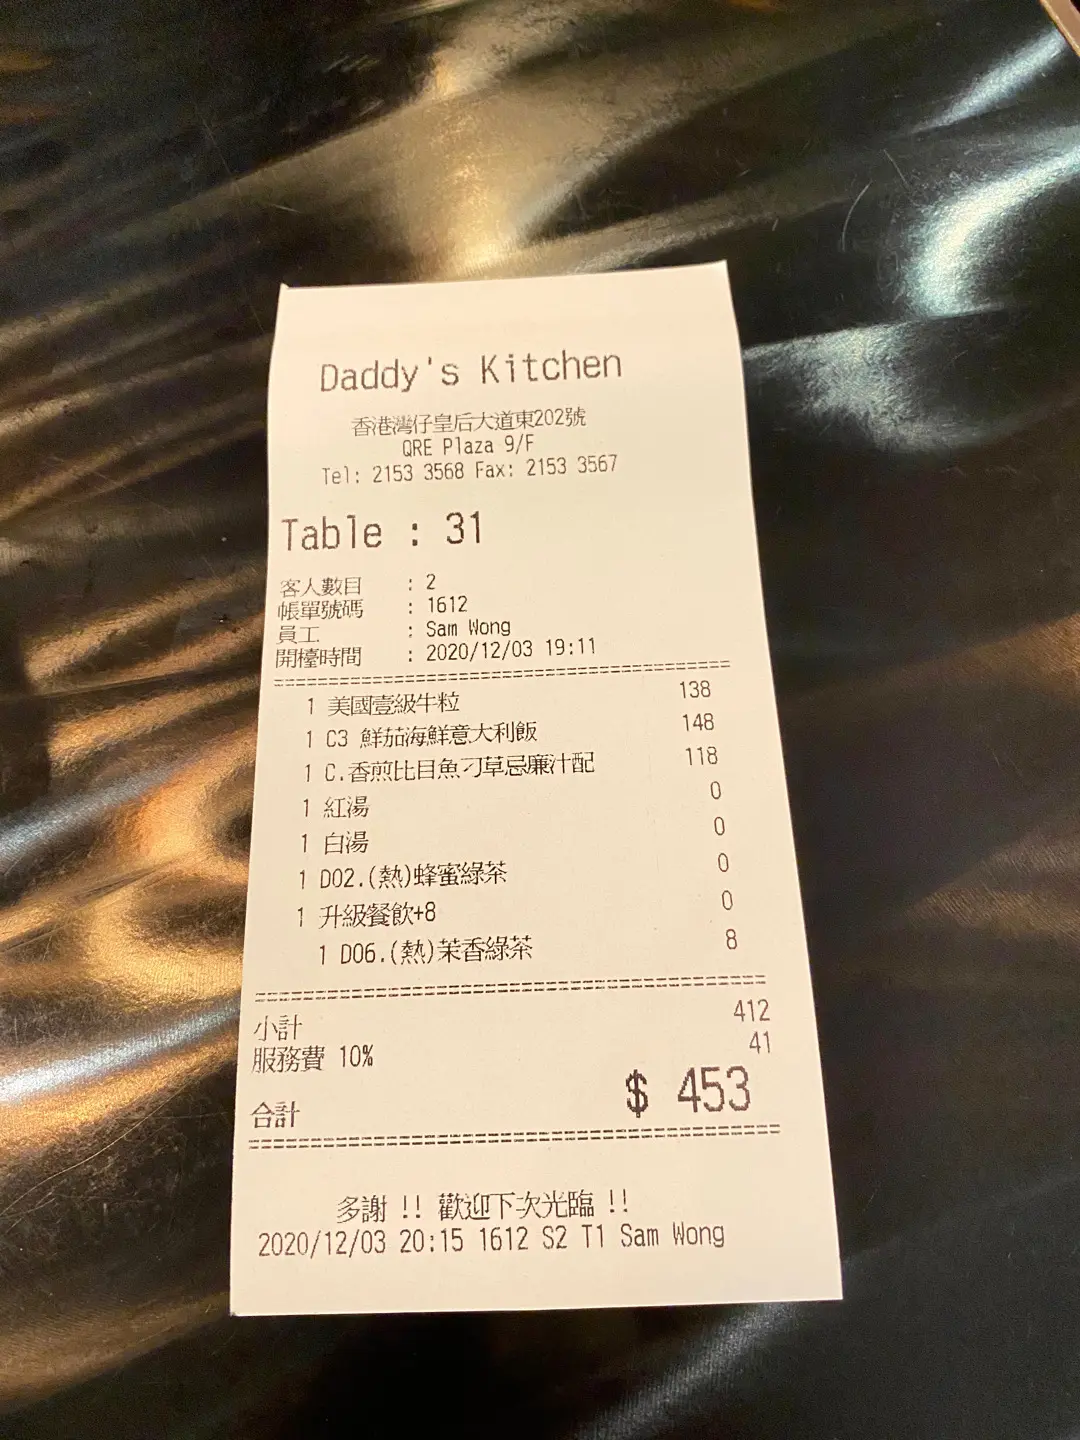 Daddy's Kitchen
香港灣仔皇后大道東202號
QRE Plaza 9/F
Tel: 2153 3568 Fax: 2153 3567
Table : 31
客人數目 : 2
帳單號碼 : 1612
員工 : Sam Wong
開檯時間 : 2020/12/03 19:11
1 美國壹級牛粒 138
1 C3 鮮茄海鮮意大利飯 148
1 C.香煎比目魚刁草忌廉汁配 118
1 紅湯 0
1 白湯 0
1 D02.(熱)蜂蜜綠茶 0
1 升級餐飲+8 0
1 D06.(熱)茉香綠茶 8
小計 412
服務費 10% 41
合計 $ 453
多謝 !! 歡迎下次光臨 !!
2020/12/03 20:15 1612 S2 T1 Sam Wong